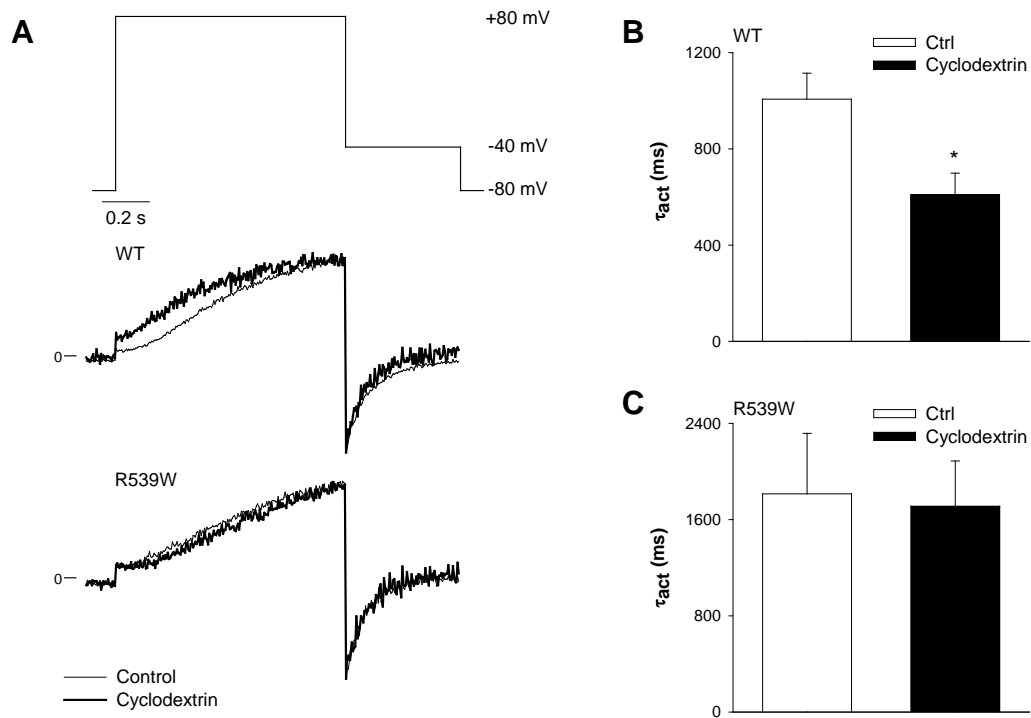 A
+80 mV
-40 mV
-80 mV
0.2 s
WT
0
R539W
0
Control
Cyclodextrin
B
WT
Ctrl
Cyclodextrin
1200
800
400
0
τact (ms)
*
C
R539W
Ctrl
Cyclodextrin
2400
1600
800
0
τact (ms)